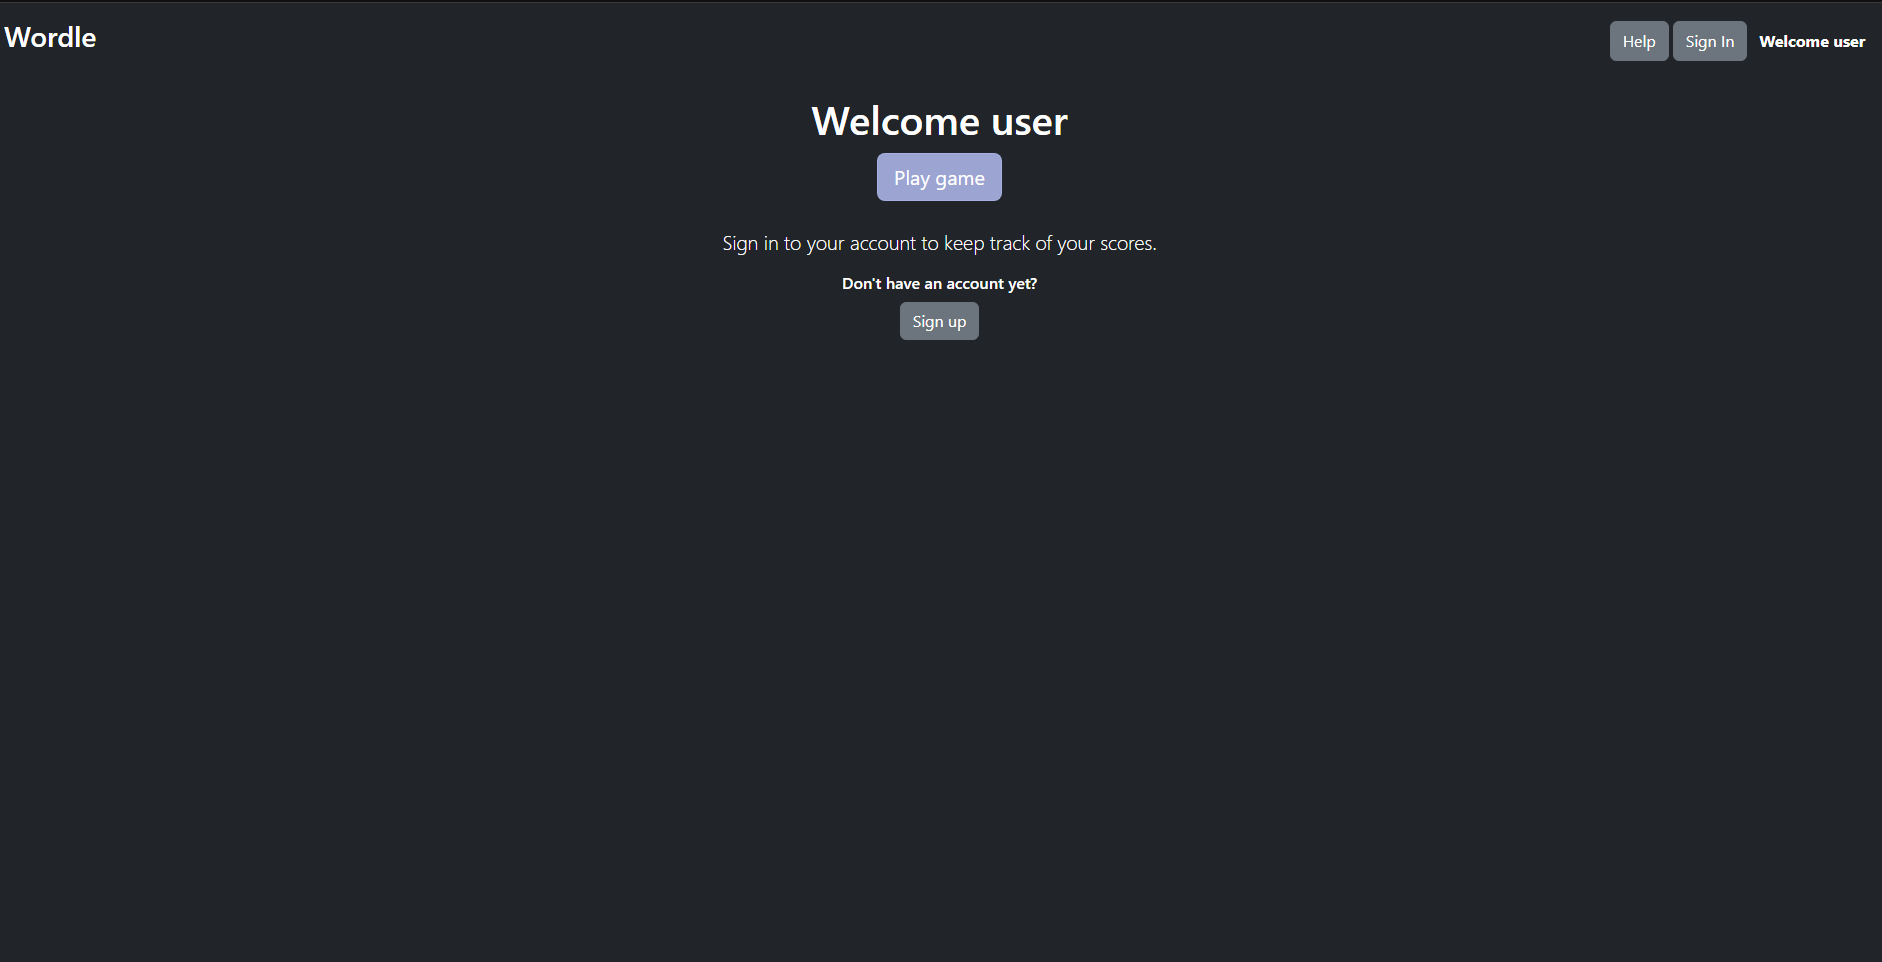 Wordle
Help Sign In Welcome user
Welcome user
Play game
Sign in to your account to keep track of your scores.
Don't have an account yet?
Sign up